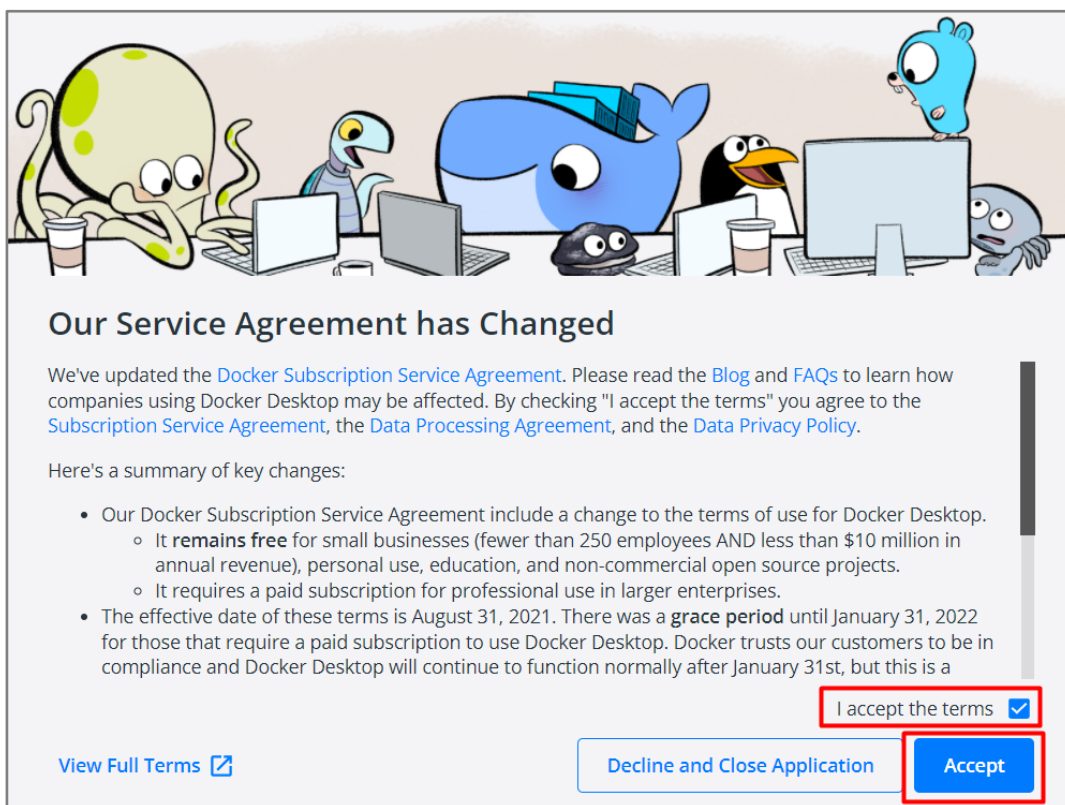 Our Service Agreement has Changed
We've updated the Docker Subscription Service Agreement. Please read the Blog and FAQs to learn how
companies using Docker Desktop may be affected. By checking "I accept the terms" you agree to the
Subscription Service Agreement, the Data Processing Agreement, and the Data Privacy Policy.
Here's a summary of key changes:
• Our Docker Subscription Service Agreement include a change to the terms of use for Docker Desktop.
◦ It remains free for small businesses (fewer than 250 employees AND less than $10 million in
annual revenue), personal use, education, and non-commercial open source projects.
◦ It requires a paid subscription for professional use in larger enterprises.
• The effective date of these terms is August 31, 2021. There was a grace period until January 31, 2022
for those that require a paid subscription to use Docker Desktop. Docker trusts our customers to be in
compliance and Docker Desktop will continue to function normally after January 31st, but this is a
I accept the terms
View Full Terms
Decline and Close Application
Accept